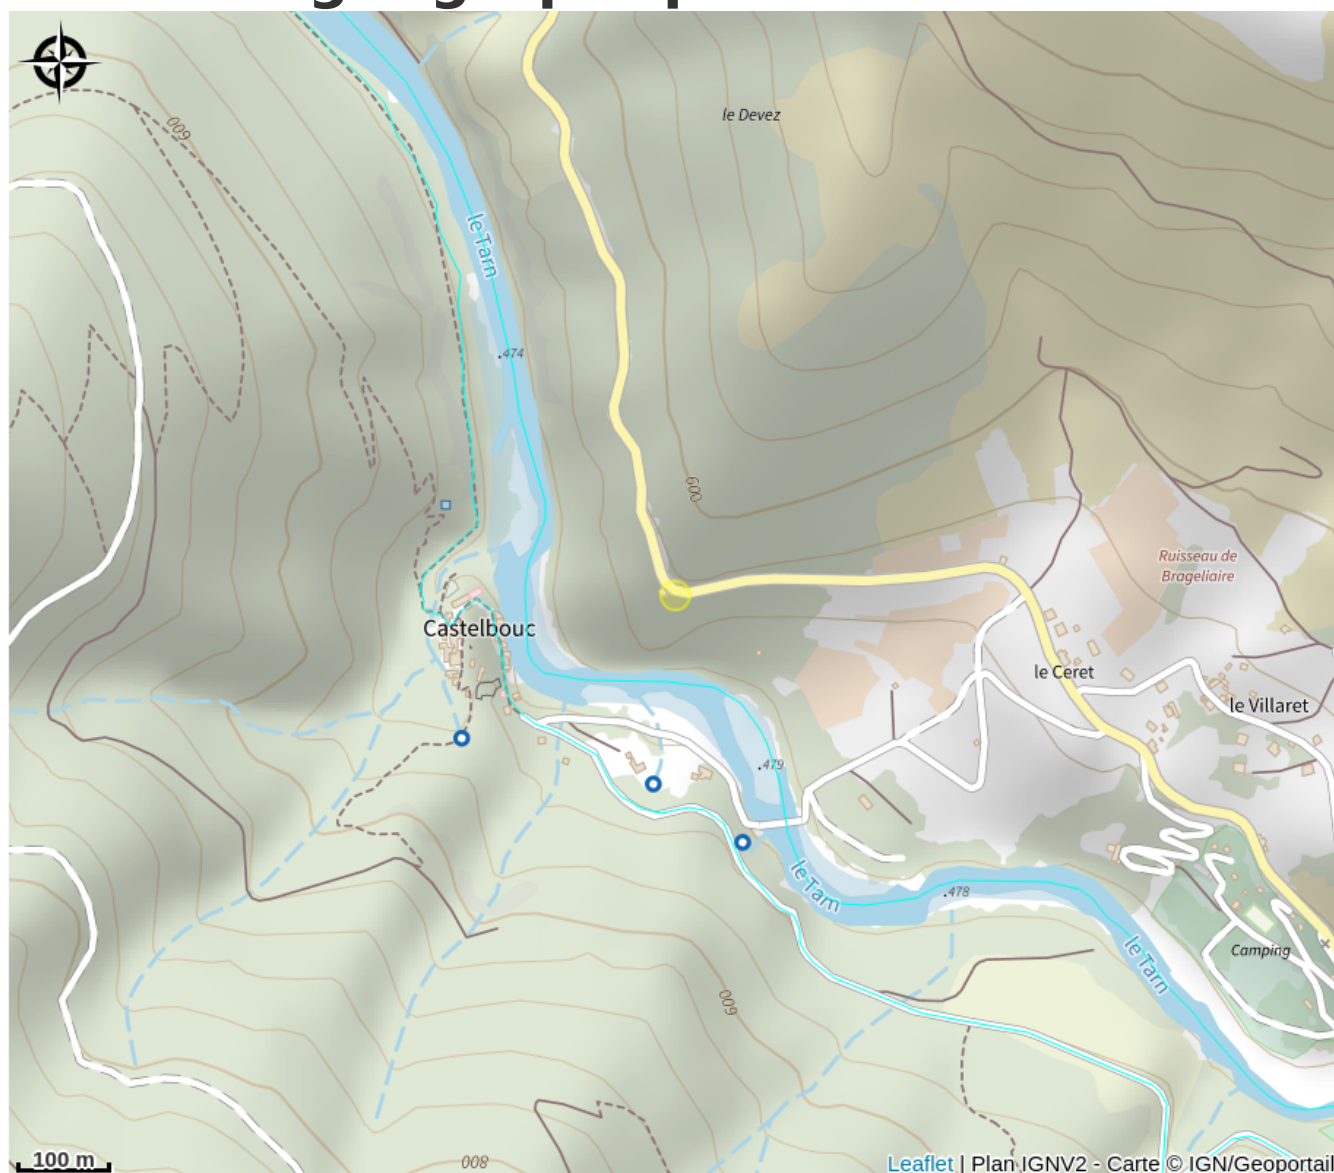 le Devez
600
le Tarn
.474
600
Ruisseau de
Brageliaire
Castelbouc
le Ceret
le Villaret
.479
le Tarn
.478
le Tarn
Camping
600
800
100 m
Leaflet | Plan IGNV2 - Carte © IGN/Geoportail